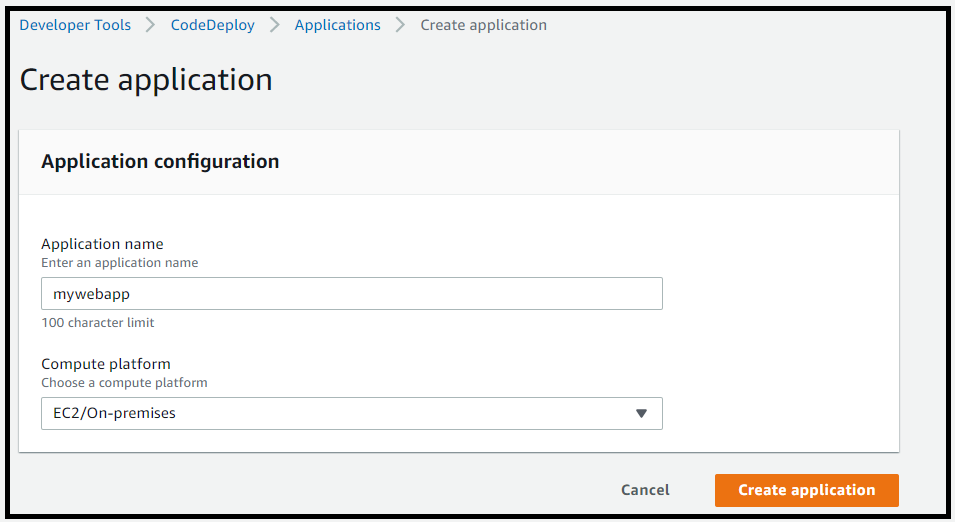 Developer Tools > CodeDeploy > Applications > Create application
Create application
Application configuration
Application name
Enter an application name
mywebapp
100 character limit
Compute platform
Choose a compute platform
EC2/On-premises
Cancel Create application